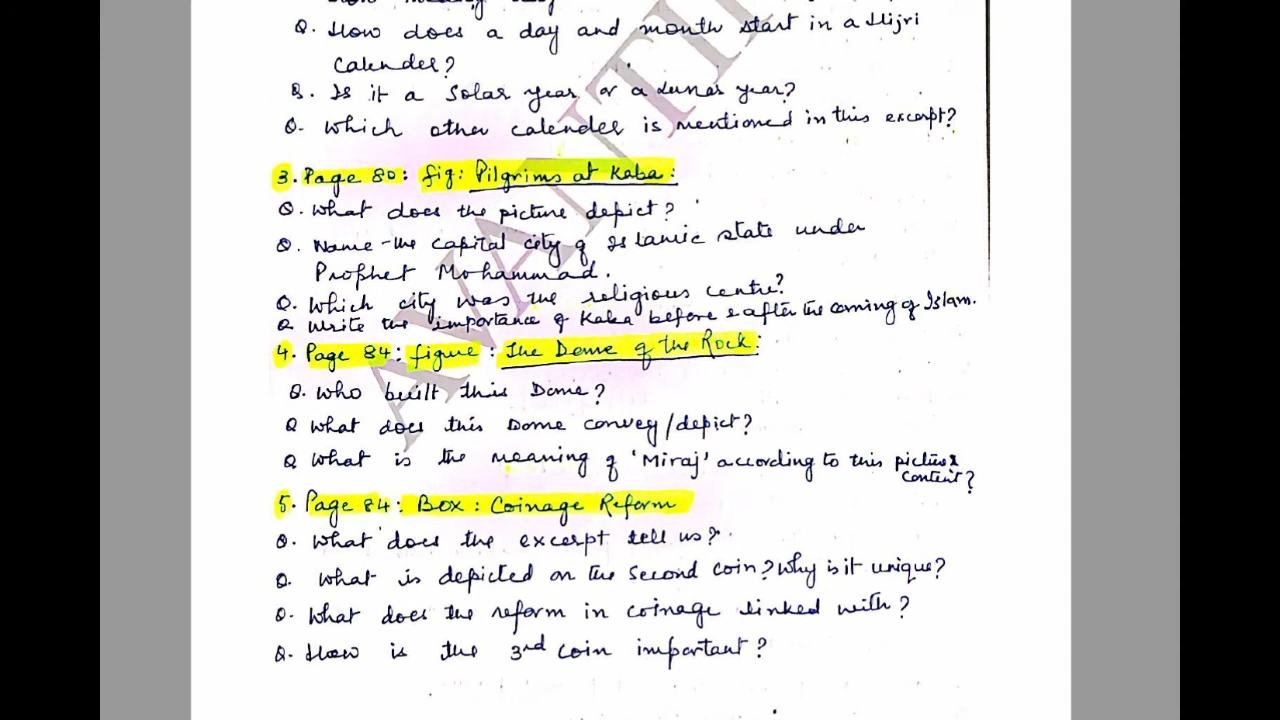 Q. How does a day and month start in a Hijri
Calender?
Q. Is it a Solar Year or a Lunar Year?
Q. Which other calender is mentioned in this excerpt?
3. Page 80: fig: Pilgrims at Kaba:
Q. What does the picture depict?
Q. Name the capital city of Islamic state under
Prophet Mohammad.
Q. Which city was the religious centre?
Q Write the importance of Kaba before & after the coming of Islam.
4. Page 84: figure: The Dome of the Rock:
Q. Who built this Dome?
Q What does this Dome convey/depict?
Q What is the meaning of 'Miraj' according to this picture
content?
5. Page 84: Box: Coinage Reform
Q. What does the excerpt tell us?
Q. What is depicted on the Second coin? Why is it unique?
Q. What does the reform in coinage linked with?
Q. How is the 3rd coin important?
AVANTI